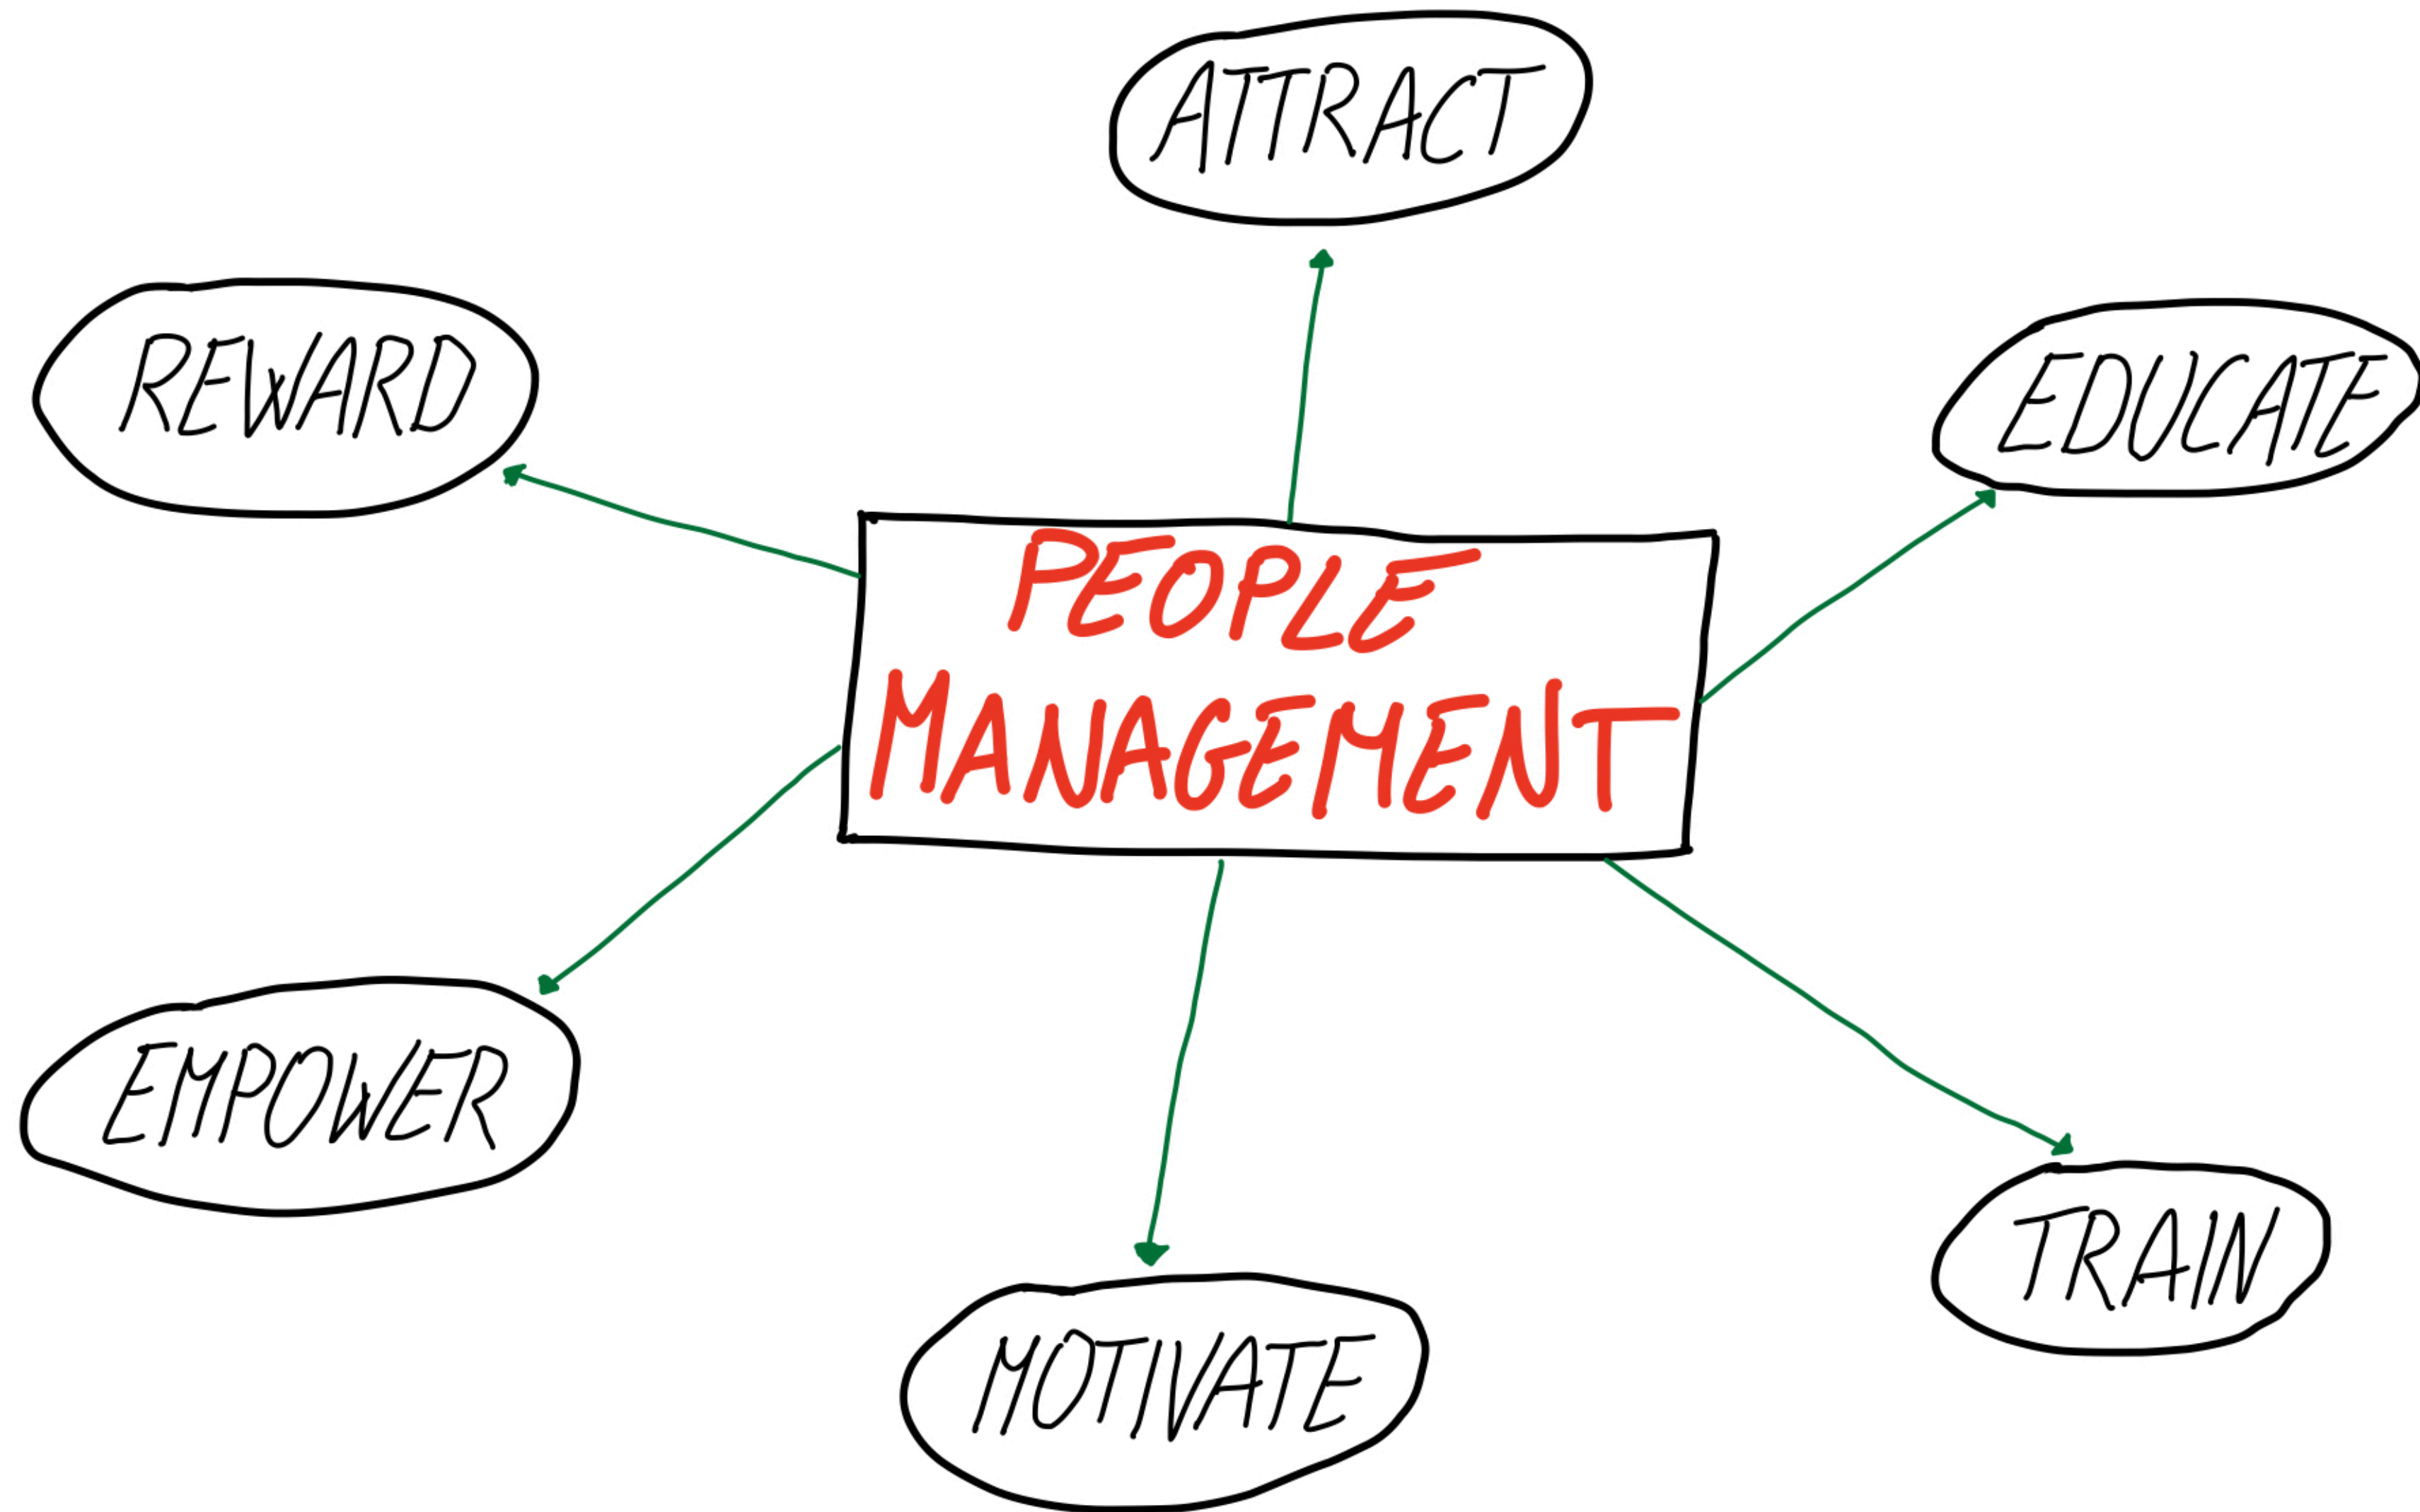 ATTRACT
REWARD
EDUCATE
PEOPLE
MANAGEMENT
EMPOWER
TRAIN
MOTIVATE